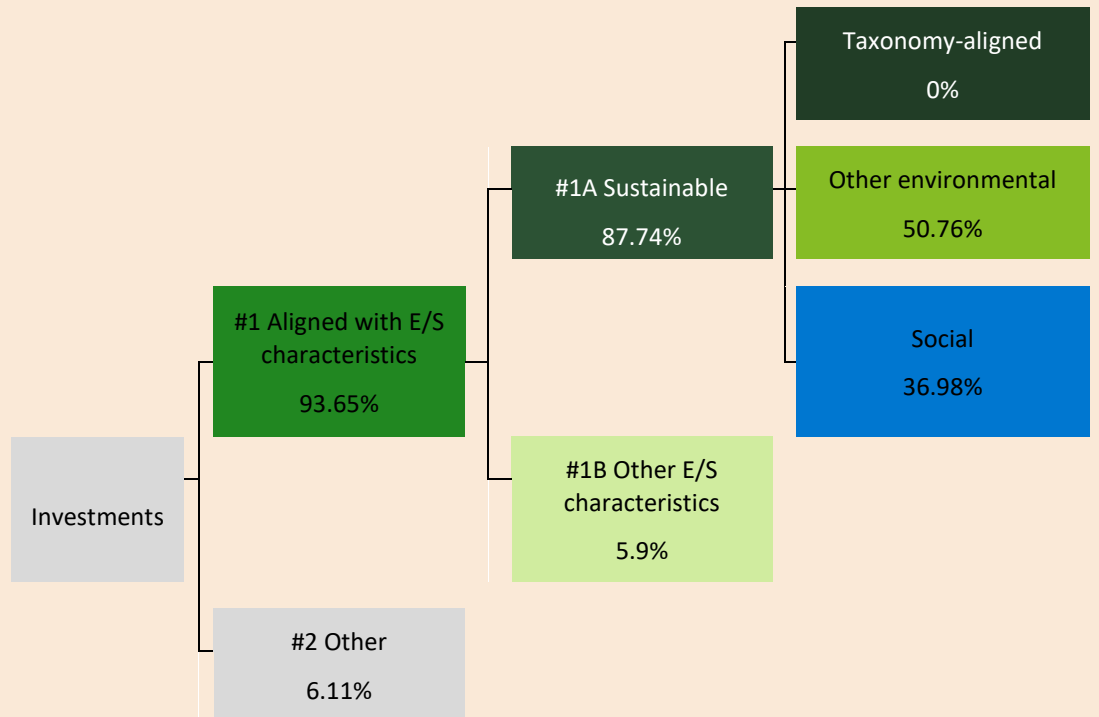 Taxonomy-aligned
0%
#1A Sustainable
87.74%
Other environmental
50.76%
#1 Aligned with E/S
characteristics
93.65%
Social
36.98%
Investments
#1B Other E/S
characteristics
5.9%
#2 Other
6.11%